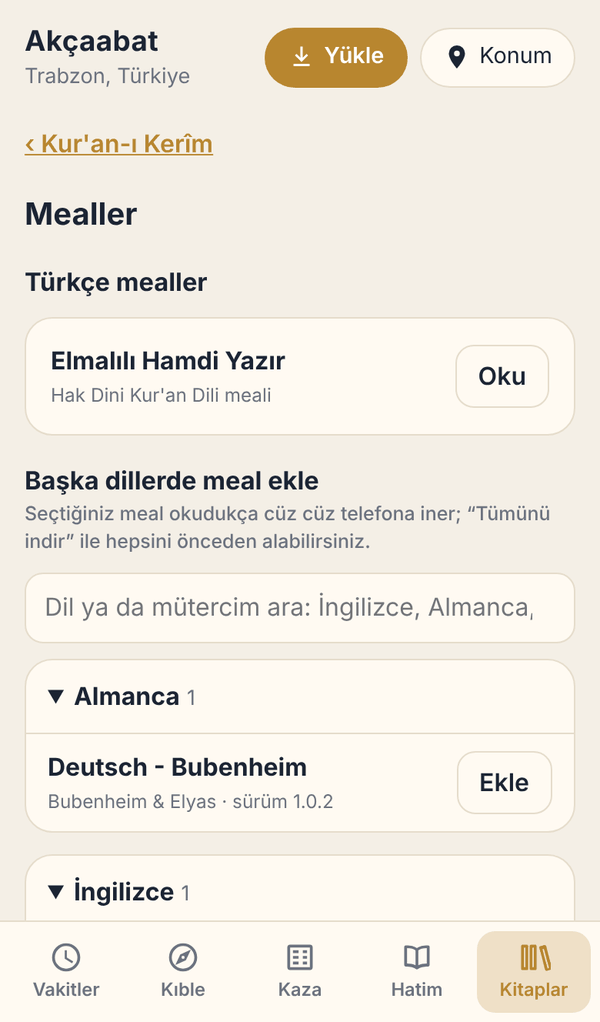 Akçaabat
Trabzon, Türkiye
Yükle
Konum
‹ Kur'an-ı Kerîm
Mealler
Türkçe mealler
Elmalılı Hamdi Yazır
Hak Dini Kur'an Dili meali
Oku
Başka dillerde meal ekle
Seçtiğiniz meal okudukça cüz cüz telefona iner; “Tümünü
indir” ile hepsini önceden alabilirsiniz.
Dil ya da mütercim ara: İngilizce, Almanca,
▼ Almanca 1
Deutsch - Bubenheim
Bubenheim & Elyas · sürüm 1.0.2
Ekle
▼ İngilizce 1
Vakitler
Kıble
Kaza
Hatim
Kitaplar